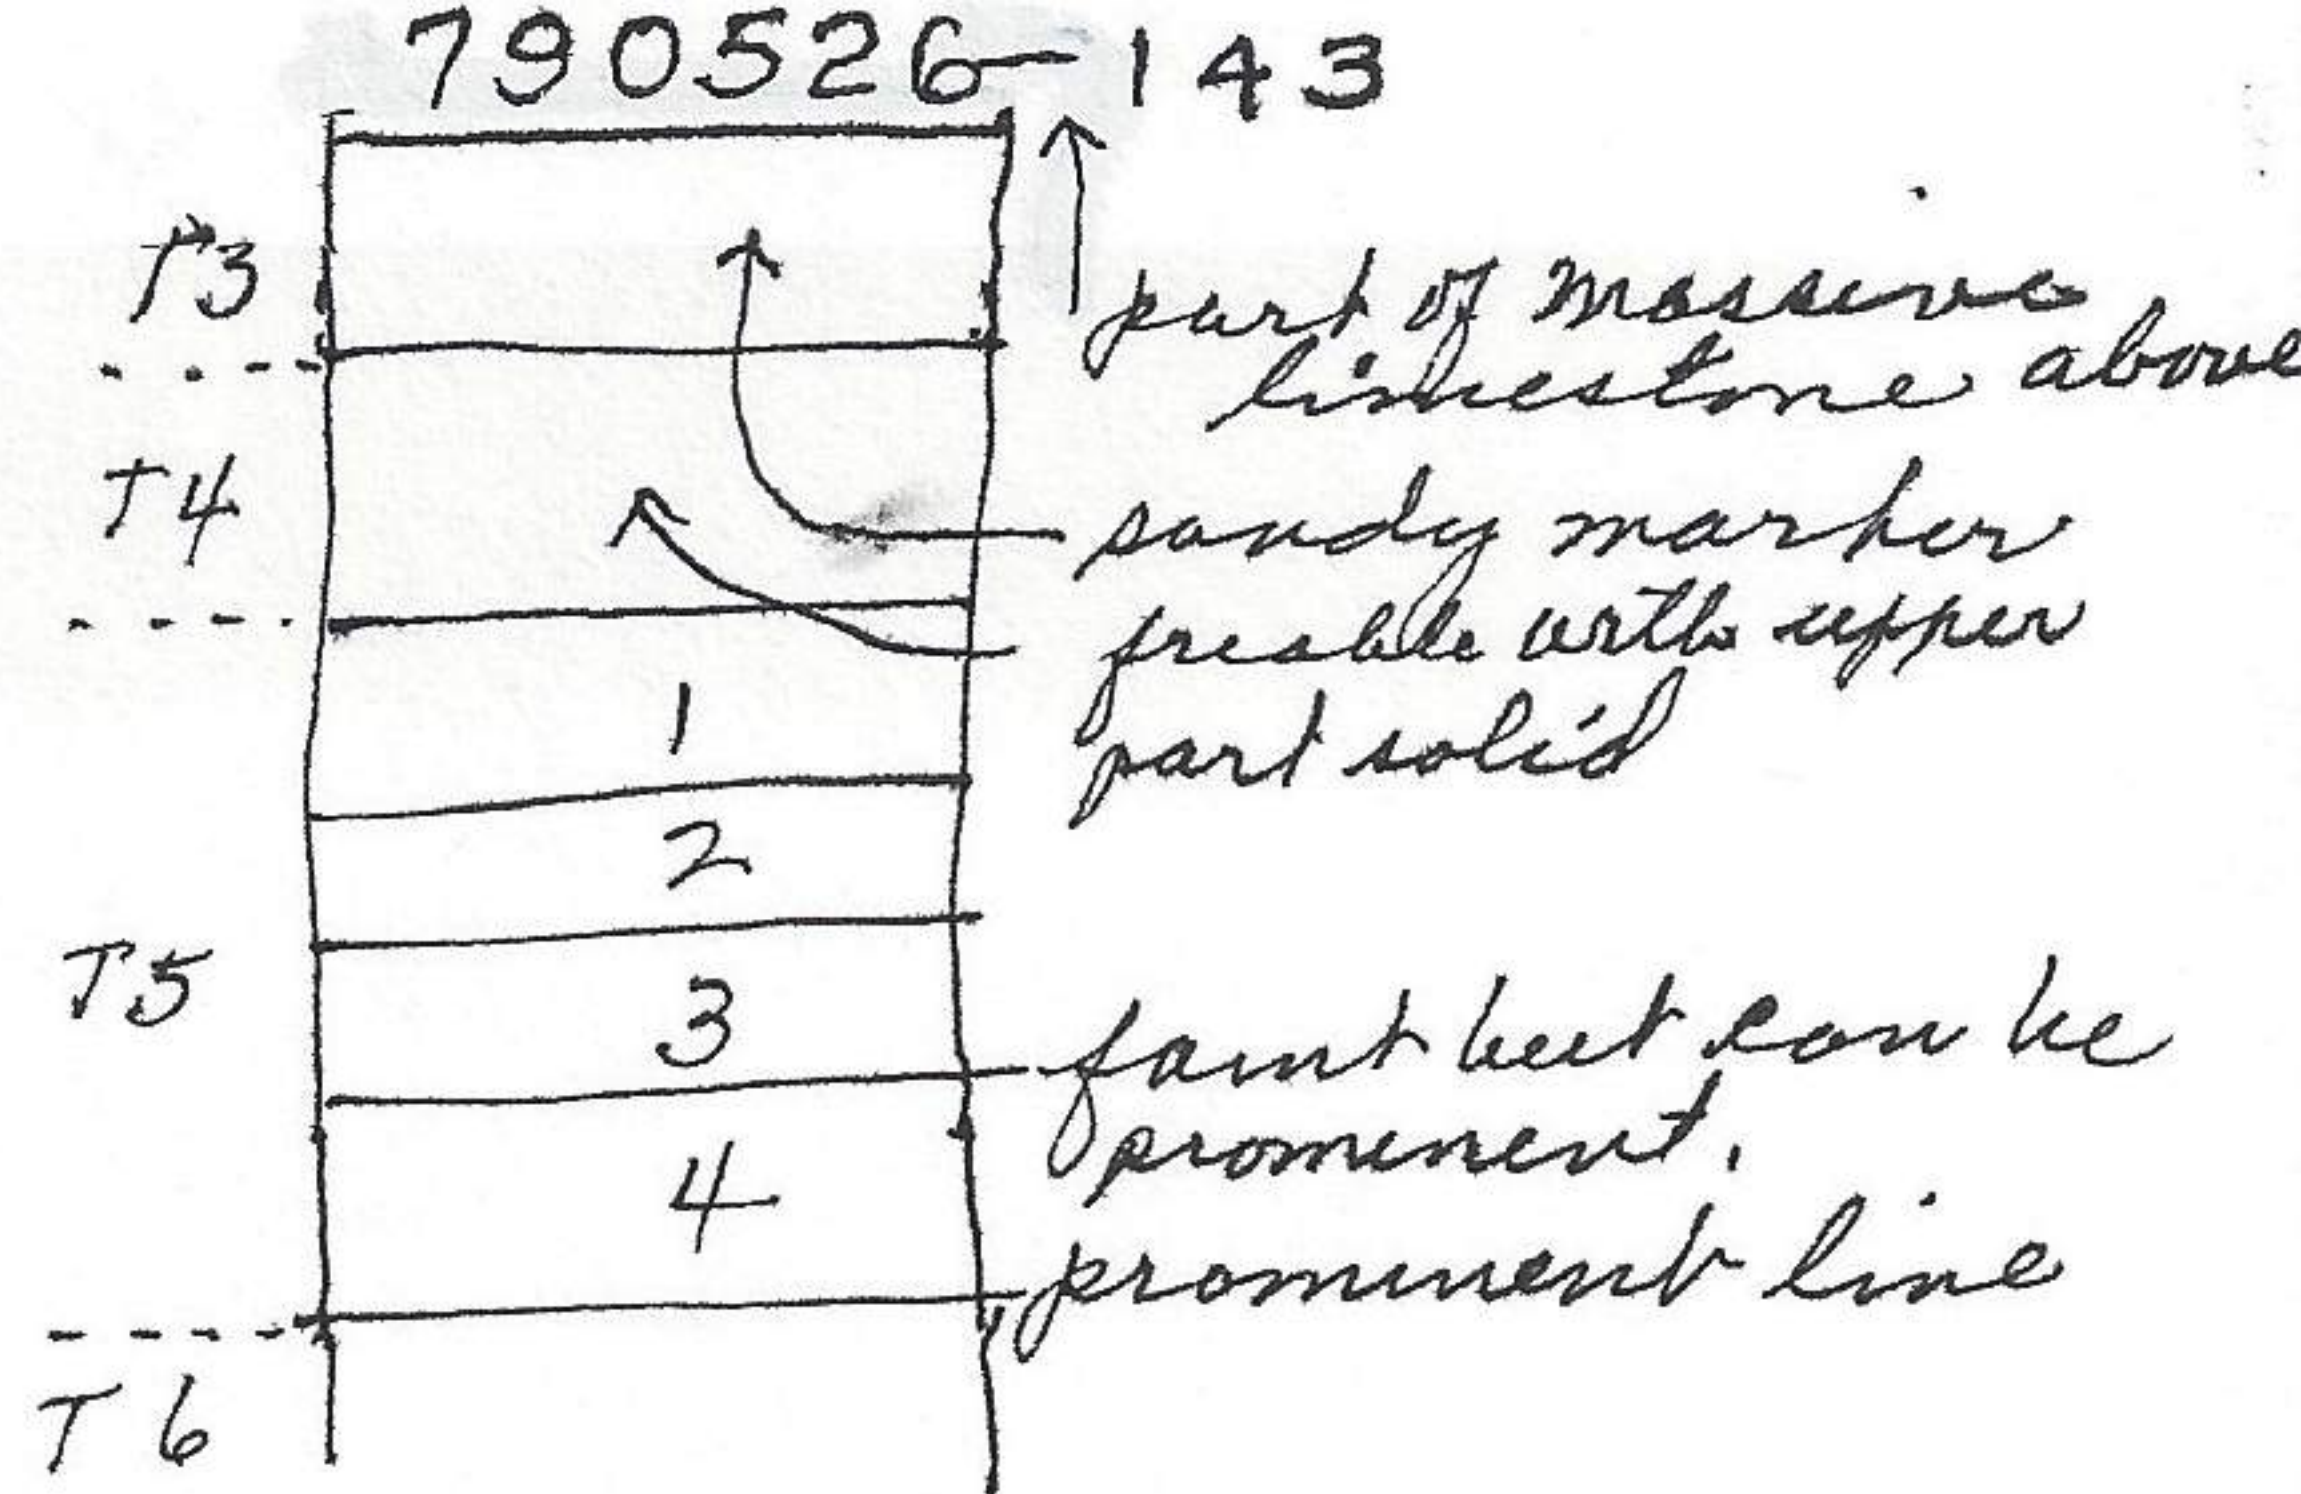 790526-143
T3
part of massive
limestone above
T4
sandy marker
freable with upper
part solid
1
2
T5
3
faint but can be
prominent.
4
prominent line
T6